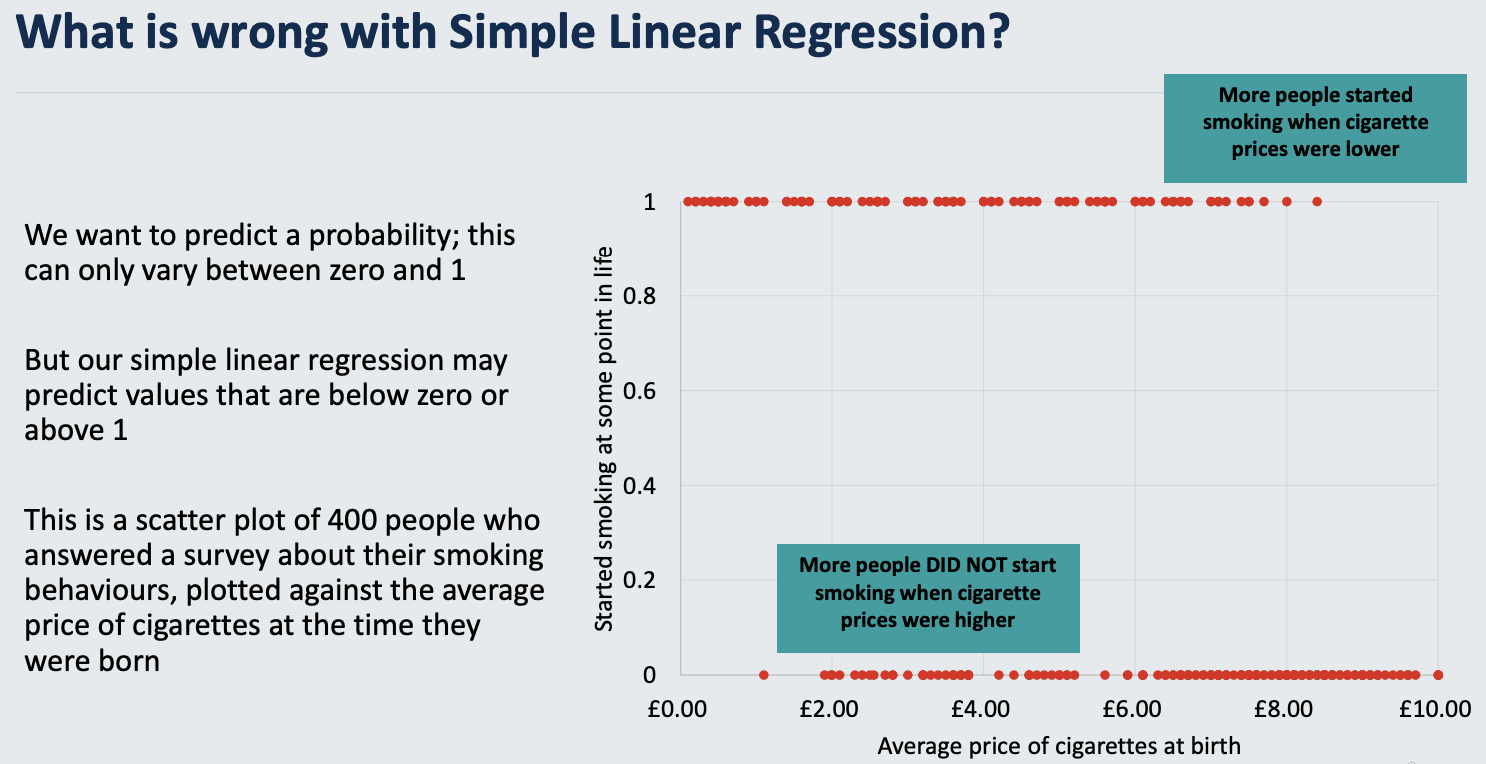 What is wrong with Simple Linear Regression?
More people started
smoking when cigarette
prices were lower
We want to predict a probability; this
can only vary between zero and 1
But our simple linear regression may
predict values that are below zero or
above 1
This is a scatter plot of 400 people who
answered a survey about their smoking
behaviours, plotted against the average
price of cigarettes at the time they
were born
Started smoking at some point in life
1
0.8
0.6
0.4
0.2
0
More people DID NOT start
smoking when cigarette
prices were higher
£0.00 £2.00 £4.00 £6.00 £8.00 £10.00
Average price of cigarettes at birth